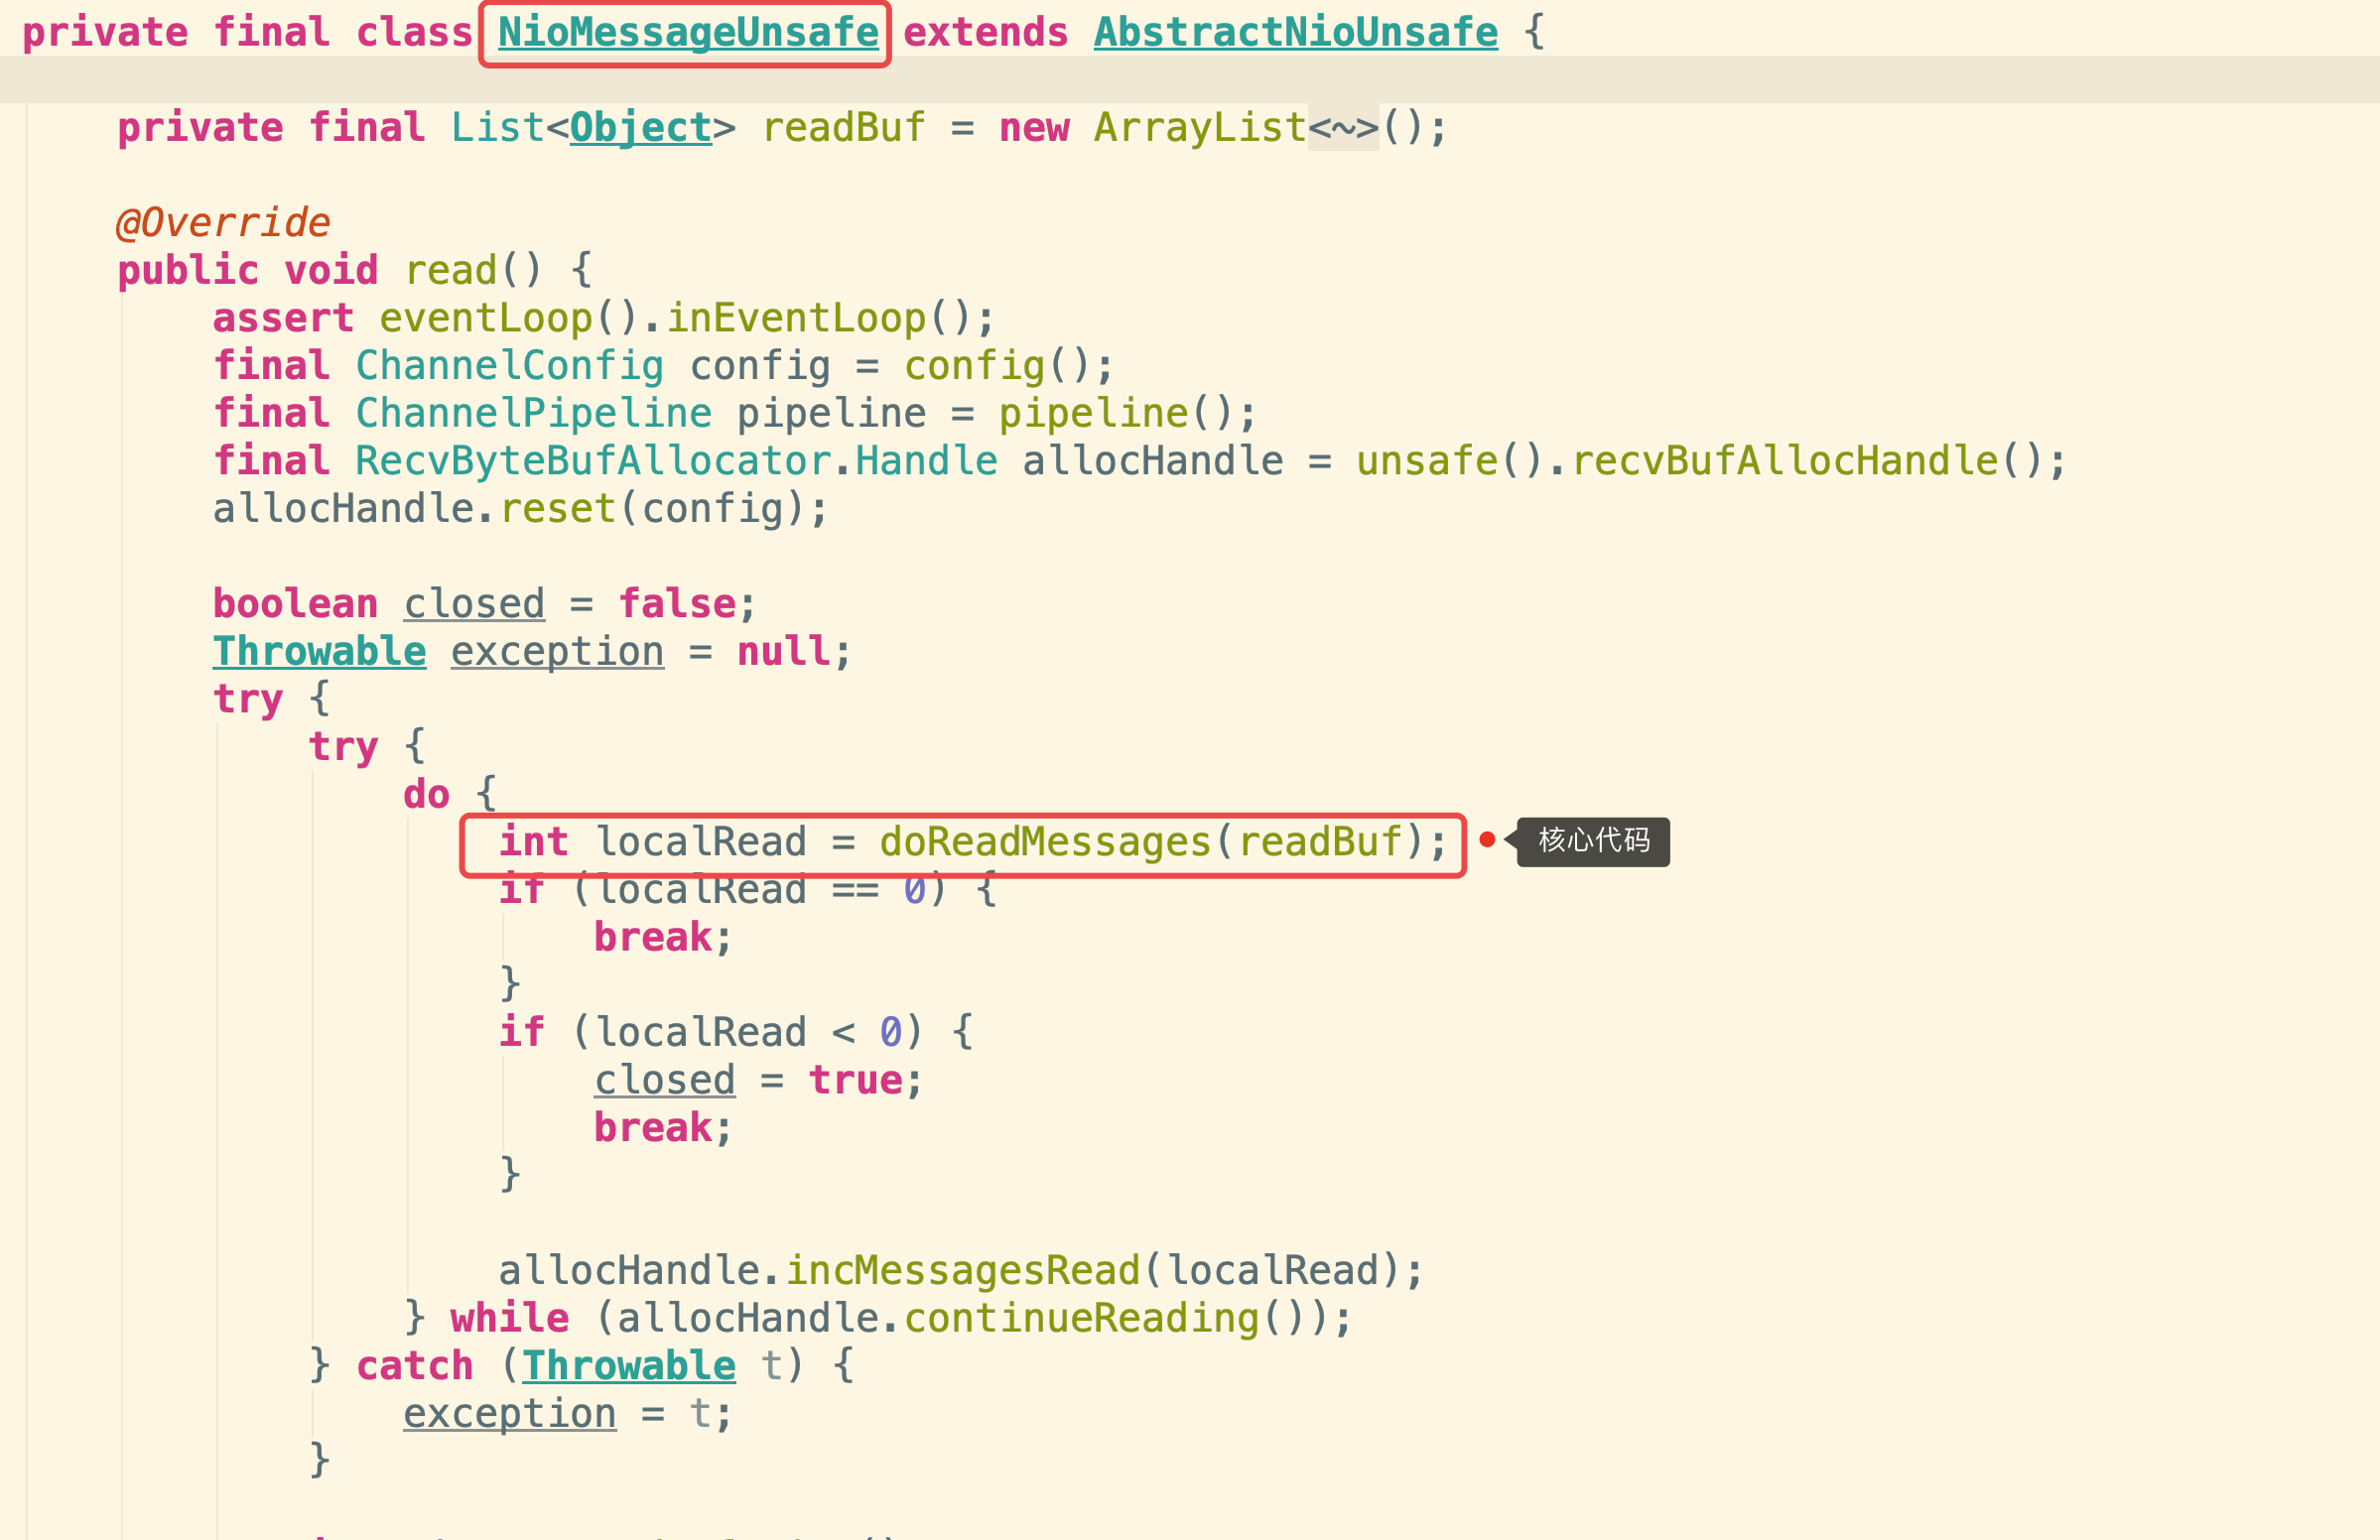 private final class NioMessageUnsafe extends AbstractNioUnsafe {
private final List<Object> readBuf = new ArrayList<~>();
@Override
public void read() {
assert eventLoop().inEventLoop();
final ChannelConfig config = config();
final ChannelPipeline pipeline = pipeline();
final RecvByteBufAllocator.Handle allocHandle = unsafe().recvBufAllocHandle();
allocHandle.reset(config);
boolean closed = false;
Throwable exception = null;
try {
try {
do {
int localRead = doReadMessages(readBuf); 核心代码
if (localRead == 0) {
break;
}
if (localRead < 0) {
closed = true;
break;
}
allocHandle.incMessagesRead(localRead);
} while (allocHandle.continueReading());
} catch (Throwable t) {
exception = t;
}